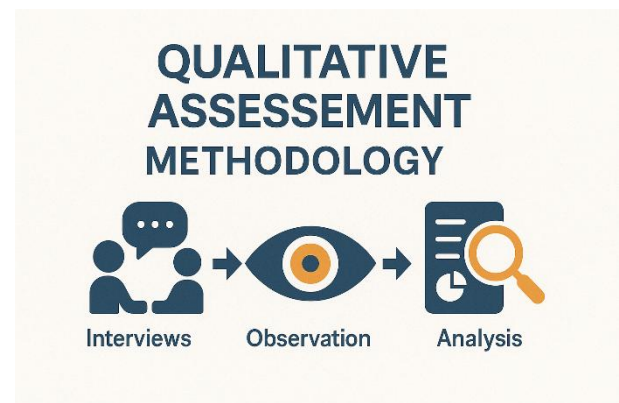 QUALITATIVE
ASSESSEMENT
METHODOLOGY
Interviews
Observation
Analysis